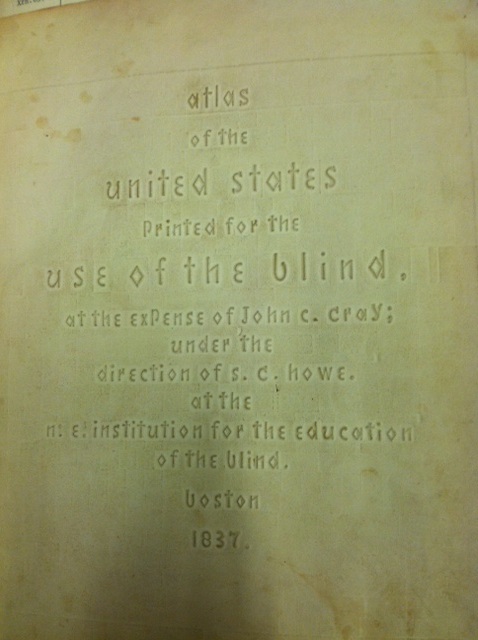 atlas
of the
united states
printed for the
use of the blind.
at the expense of John c. cray;
under the
direction of s. c. howe.
at the
n: e: institution for the education
of the blind.
boston
1837.